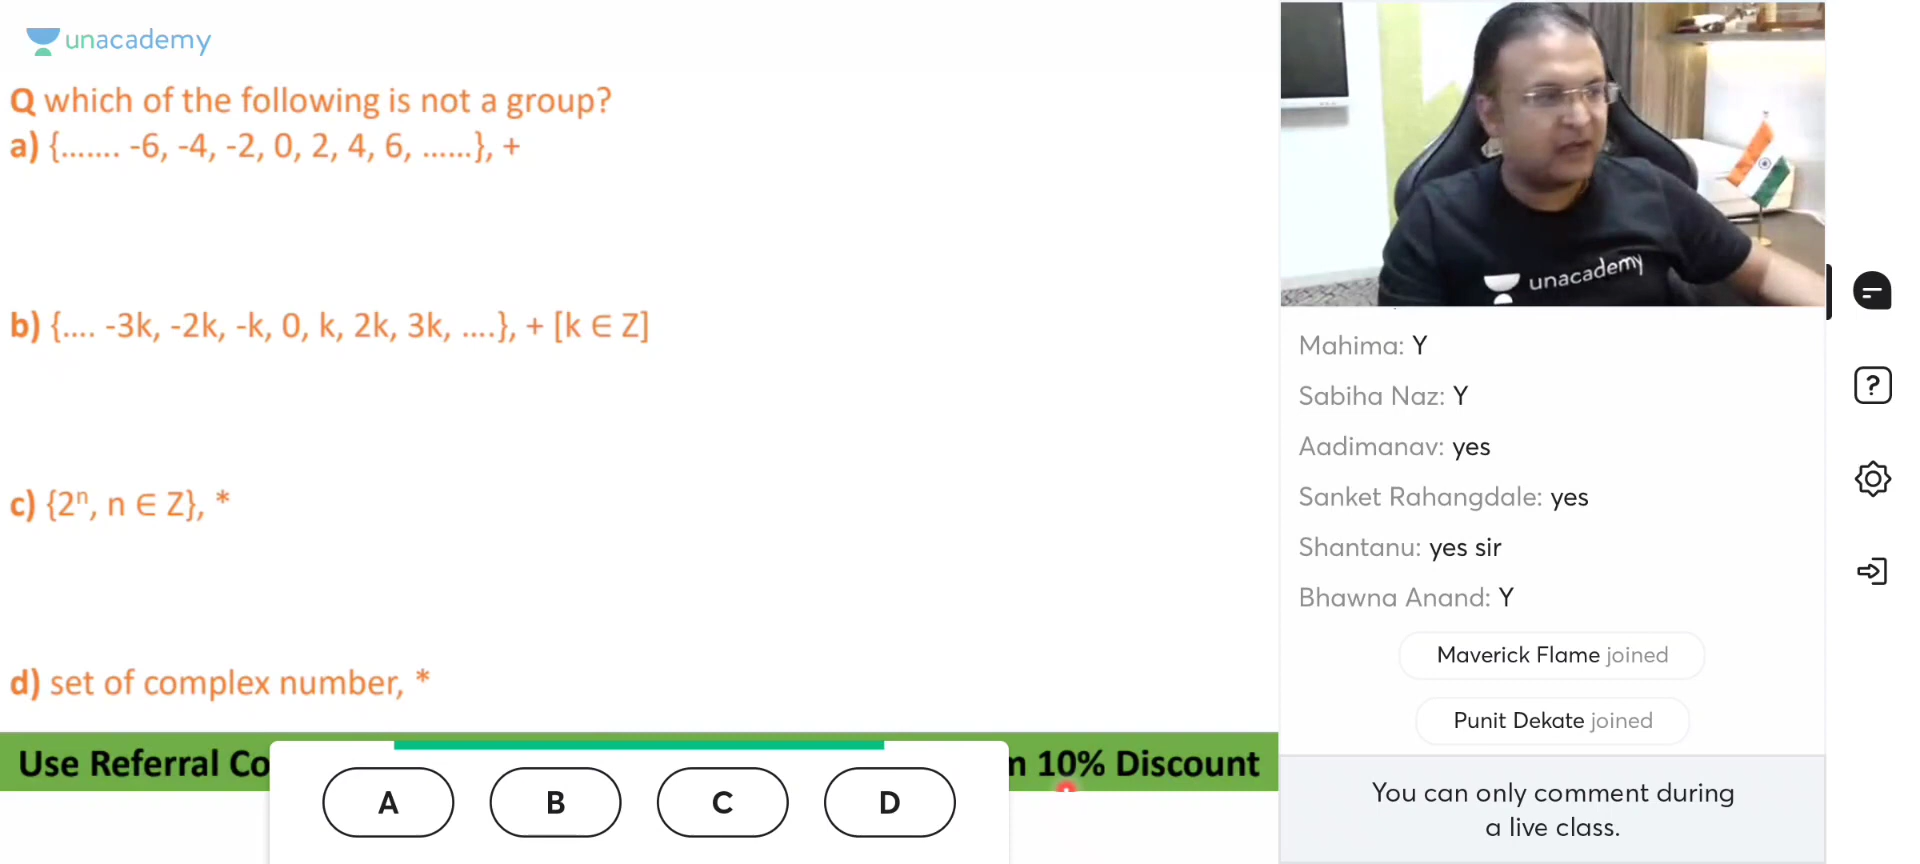 unacademy
Q which of the following is not a group?
a) {....... -6, -4, -2, 0, 2, 4, 6, ......}, +
b) {.... -3k, -2k, -k, 0, k, 2k, 3k, ....}, + [k ∈ Z]
c) {2ⁿ, n ∈ Z}, *
d) set of complex number, *
Use Referral Co
10% Discount
A
B
C
D
unacademy
Mahima: Y
Sabiha Naz: Y
Aadimanav: yes
Sanket Rahangdale: yes
Shantanu: yes sir
Bhawna Anand: Y
Maverick Flame joined
Punit Dekate joined
You can only comment during
a live class.
?